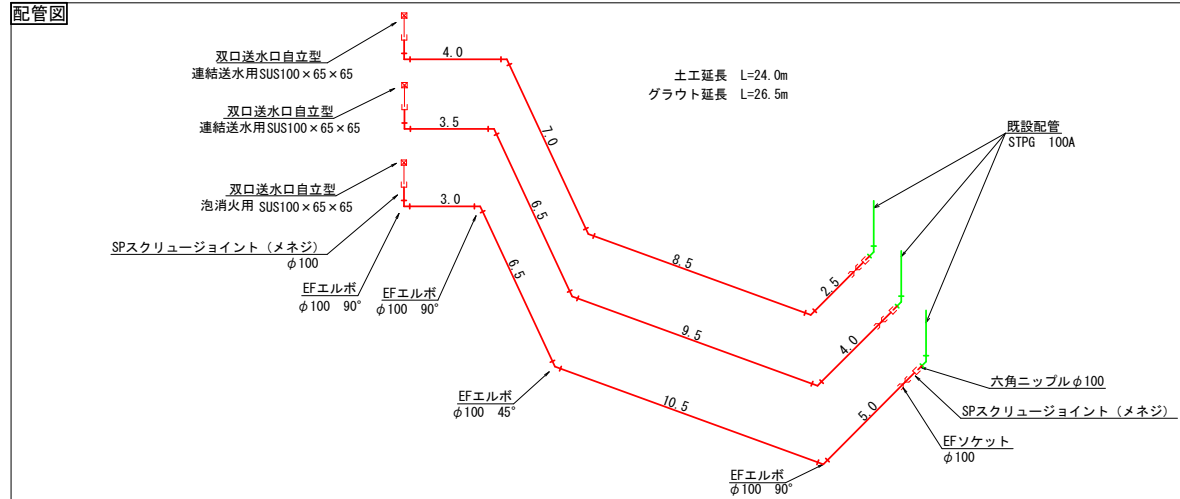 配管図
双口送水口自立型
連結送水用SUS100×65×65
4.0
土工延長 L=24.0m
グラウト延長 L=26.5m
双口送水口自立型
連結送水用SUS100×65×65
3.5
7.0
既設配管
STPG 100A
双口送水口自立型
泡消火用 SUS100×65×65
3.0
6.5
SPスクリュージョイント（メネジ）
φ100
6.5
8.5
2.5
EFエルボ
φ100 90°
EFエルボ
φ100 90°
9.5
4.0
EFエルボ
φ100 45°
10.5
5.0
六角ニップルφ100
SPスクリュージョイント（メネジ）
EFソケット
φ100
EFエルボ
φ100 90°